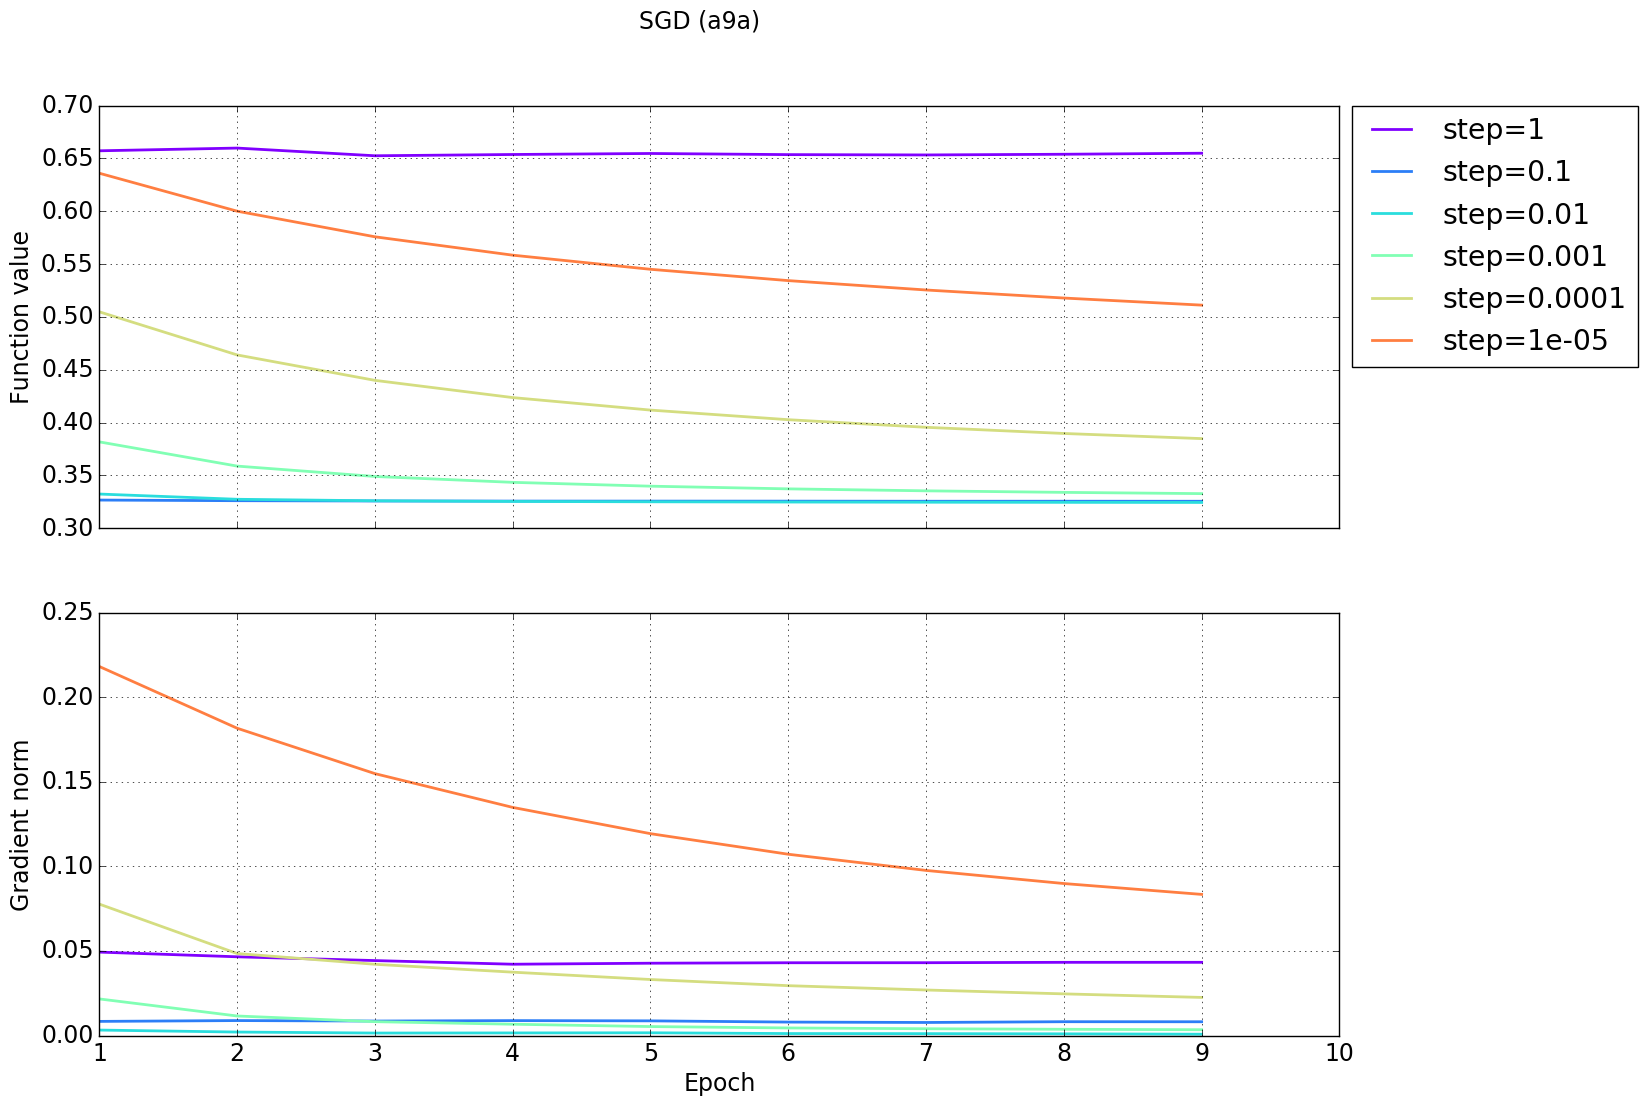 SGD (a9a)
0.70
0.65
0.60
0.55
0.50
0.45
0.40
0.35
0.30
Function value
step=1
step=0.1
step=0.01
step=0.001
step=0.0001
step=1e-05
0.25
0.20
0.15
0.10
0.05
0.00
Gradient norm
1 2 3 4 5 6 7 8 9 10
Epoch